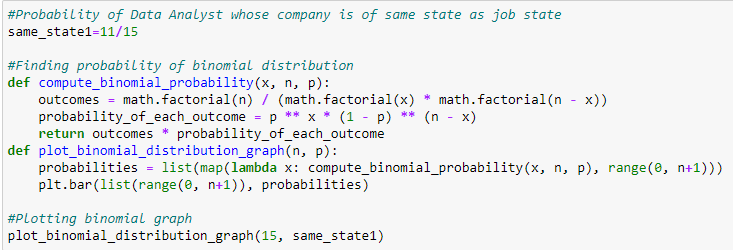 #Probability of Data Analyst whose company is of same state as job state
same_state1=11/15
#Finding probability of binomial distribution
def compute_binomial_probability(x, n, p):
    outcomes = math.factorial(n) / (math.factorial(x) * math.factorial(n - x))
    probability_of_each_outcome = p ** x * (1 - p) ** (n - x)
    return outcomes * probability_of_each_outcome
def plot_binomial_distribution_graph(n, p):
    probabilities = list(map(lambda x: compute_binomial_probability(x, n, p), range(0, n+1)))
    plt.bar(list(range(0, n+1)), probabilities)
#Plotting binomial graph
plot_binomial_distribution_graph(15, same_state1)